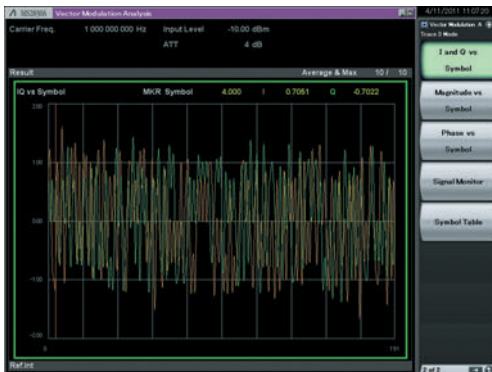 Vector Modulation Analysis
4/11/2011 11:07:20
Carrier Freq. 1 000 000 000 Hz Input Level -10.00 dBm
ATT 4 dB
Vector Modulation A
Trace 3 Mode
I and Q vs
Symbol
Magnitude vs
Symbol
Phase vs
Symbol
Signal Monitor
Symbol Table
Result Average & Max 10 / 10
IQ vs Symbol MKR Symbol 4.000 I 0.7051 Q -0.7022
2.00
1.00
0.00
-1.00
-2.00
0
Ref.Int
2 of 2